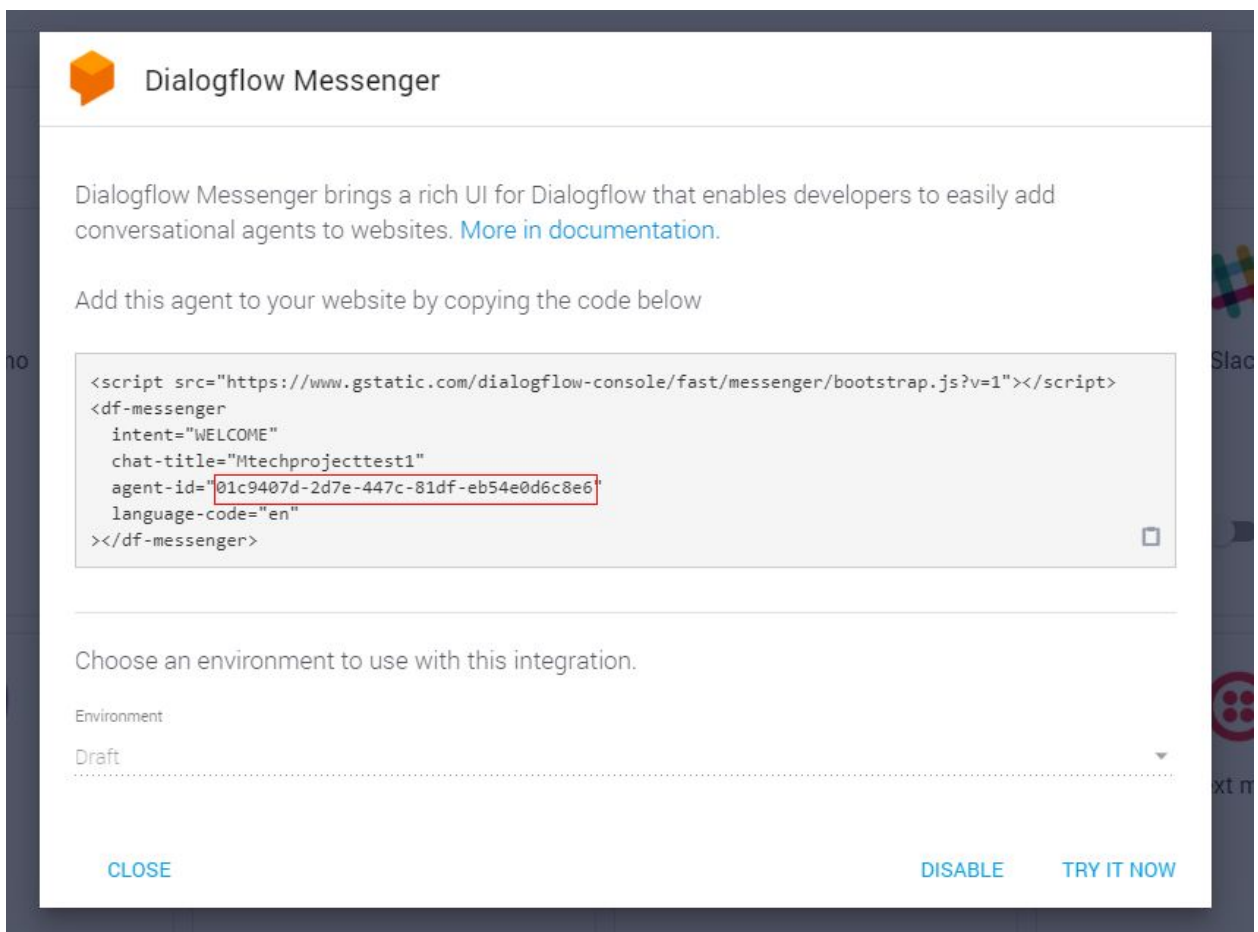 Dialogflow Messenger
Dialogflow Messenger brings a rich UI for Dialogflow that enables developers to easily add
conversational agents to websites. More in documentation.
Add this agent to your website by copying the code below
<script src="https://www.gstatic.com/dialogflow-console/fast/messenger/bootstrap.js?v=1"></script>
<df-messenger
intent="WELCOME"
chat-title="Mtechprojecttest1"
agent-id="01c9407d-2d7e-447c-81df-eb54e0d6c8e6"
language-code="en"
></df-messenger>
Choose an environment to use with this integration.
Environment
Draft
CLOSE
DISABLE
TRY IT NOW